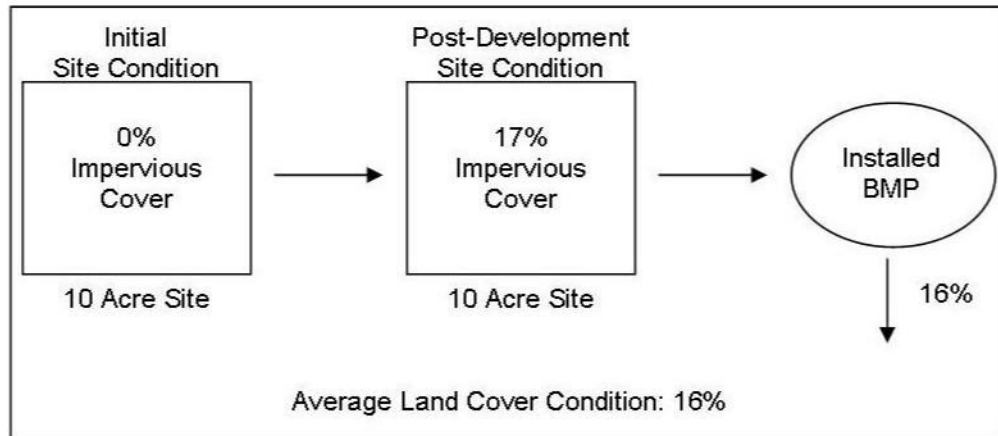 Initial
Site Condition
0%
Impervious
Cover
10 Acre Site
Post-Development
Site Condition
17%
Impervious
Cover
10 Acre Site
Installed
BMP
16%
Average Land Cover Condition: 16%